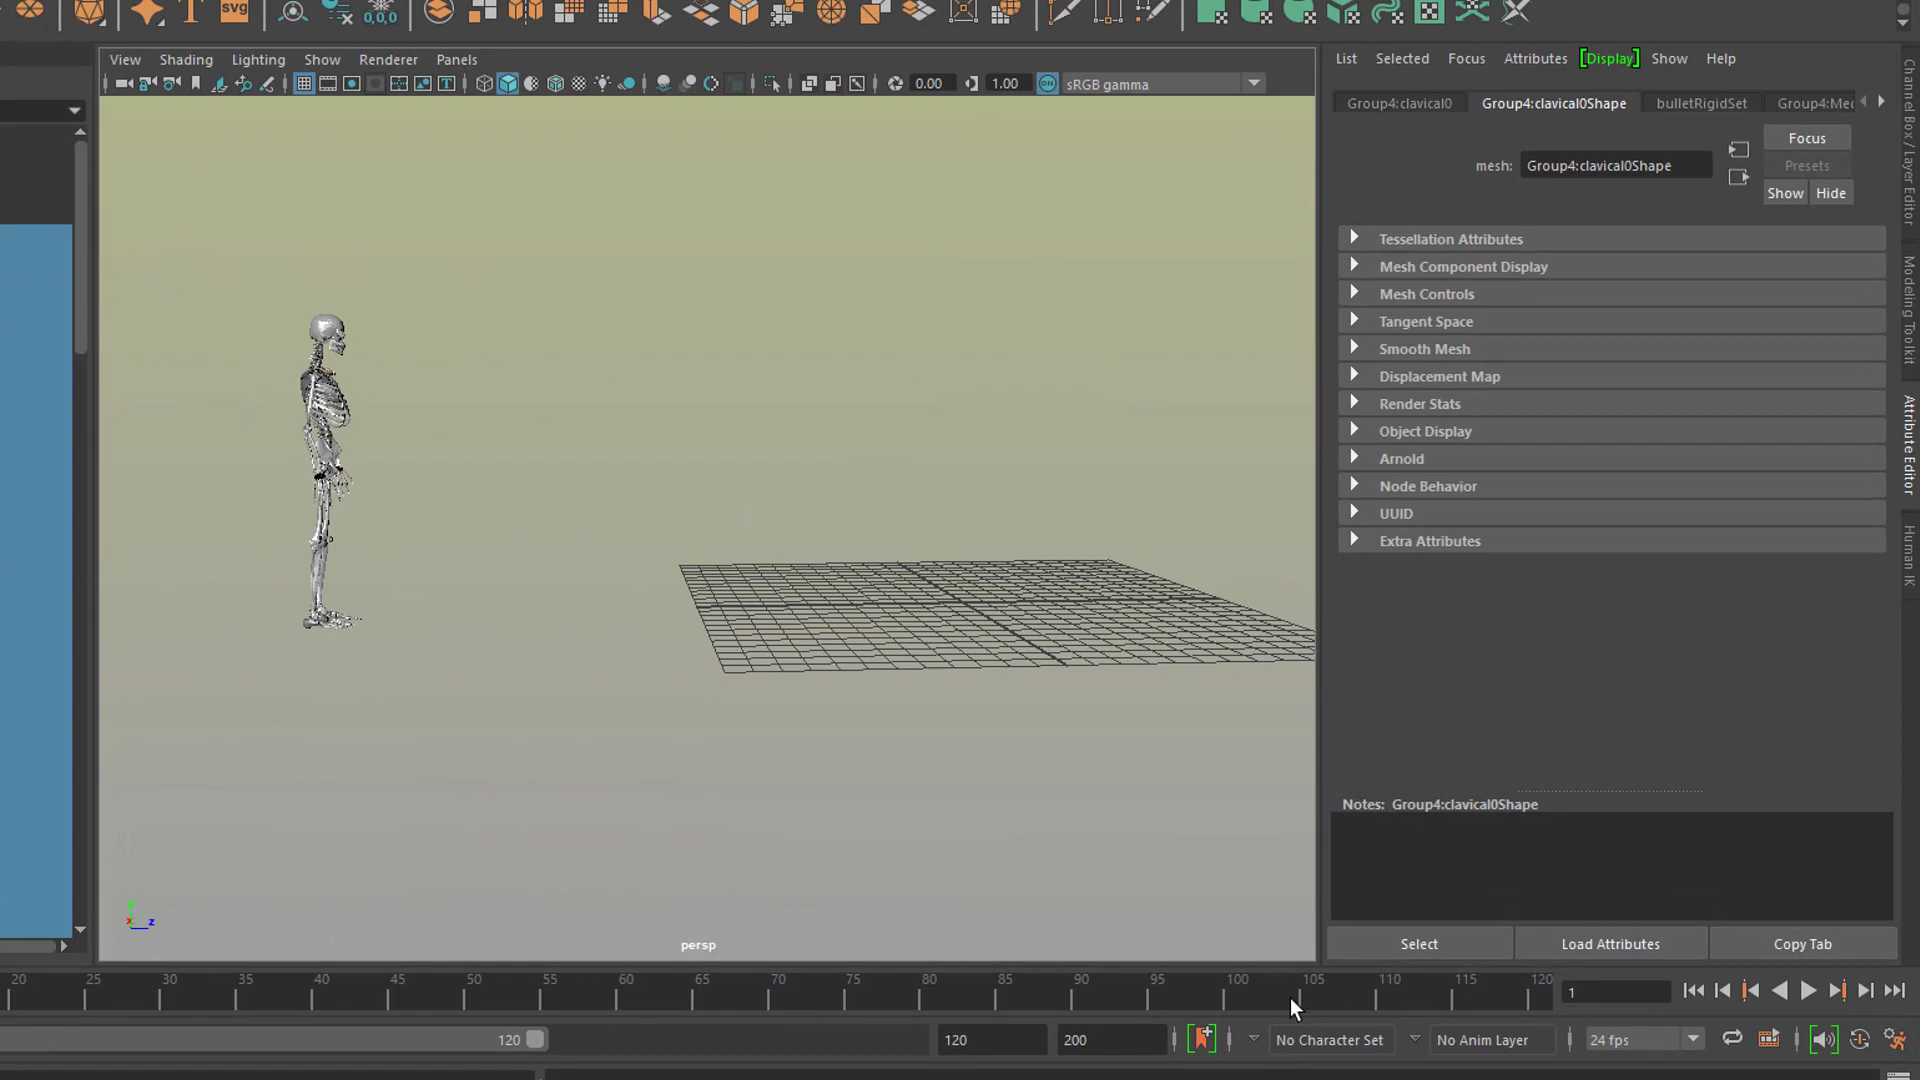 SVG
0,0,0
View Shading Lighting Show Renderer Panels
0.00 1.00 ON sRGB gamma
persp
List Selected Focus Attributes [Display] Show Help
Group4:clavical0 Group4:clavical0Shape bulletRigidSet Group4:Me
Focus
mesh: Group4:clavical0Shape
Presets
Show Hide
Tessellation Attributes
Mesh Component Display
Mesh Controls
Tangent Space
Smooth Mesh
Displacement Map
Render Stats
Object Display
Arnold
Node Behavior
UUID
Extra Attributes
Notes: Group4:clavical0Shape
Select Load Attributes Copy Tab
Channel Box / Layer Editor
Modeling Toolkit
Attribute Editor
Human IK
x y z
20 25 30 35 40 45 50 55 60 65 70 75 80 85 90 95 100 105 110 115 120
1
120 120 200 No Character Set No Anim Layer 24 fps